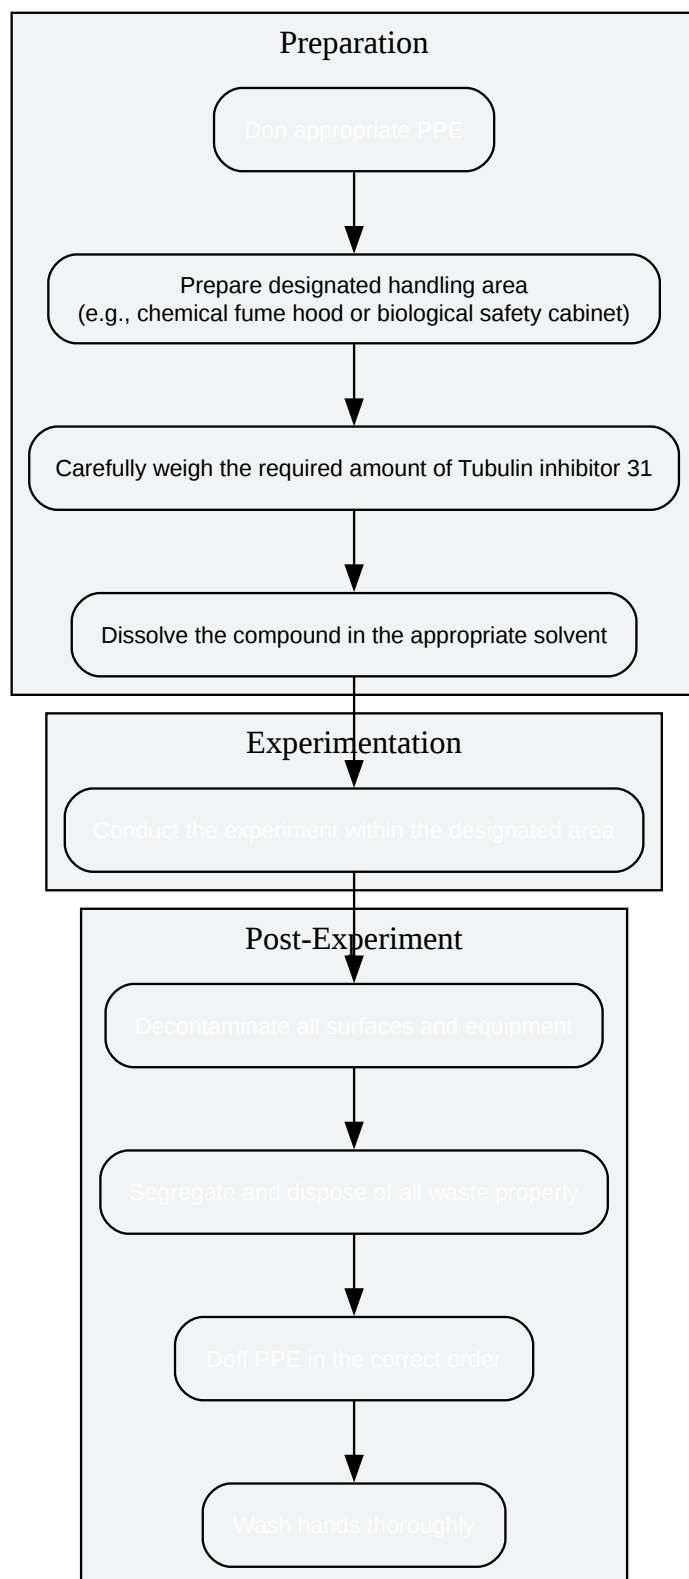 Preparation
Don appropriate PPE
Prepare designated handling area
(e.g., chemical fume hood or biological safety cabinet)
Carefully weigh the required amount of Tubulin inhibitor 31
Dissolve the compound in the appropriate solvent
Experimentation
Conduct the experiment within the designated area
Post-Experiment
Decontaminate all surfaces and equipment
Segregate and dispose of all waste properly
Doff PPE in the correct order
Wash hands thoroughly